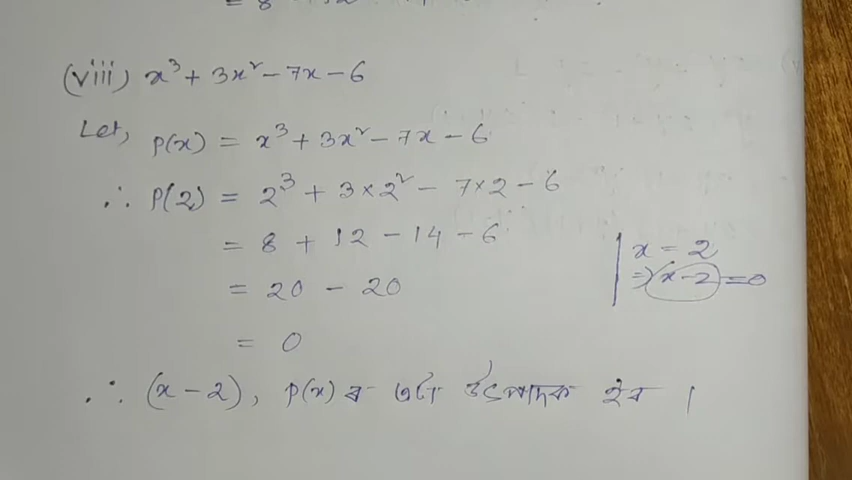 (viii) x³ + 3x² - 7x - 6
Let, p(x) = x³ + 3x² - 7x - 6
∴ p(2) = 2³ + 3×2² - 7×2 - 6
= 8 + 12 - 14 - 6
= 20 - 20
= 0
x = 2
⇒ (x-2) = 0
∴ (x - 2), p(x) ৰ এটা উৎপাদক হ'ব ।